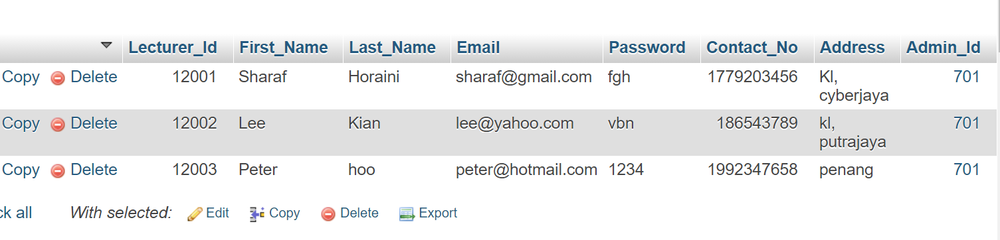 Lecturer_Id First_Name Last_Name Email Password Contact_No Address Admin_Id
Copy Delete 12001 Sharaf Horaini sharaf@gmail.com fgh 1779203456 Kl, 701
cyberjaya
Copy Delete 12002 Lee Kian lee@yahoo.com vbn 186543789 kl, 701
putrajaya
Copy Delete 12003 Peter hoo peter@hotmail.com 1234 1992347658 penang 701
ck all With selected: Edit Copy Delete Export